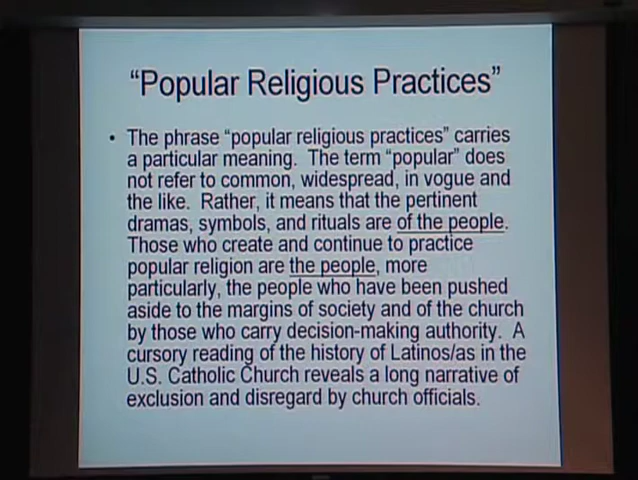 “Popular Religious Practices”
• The phrase “popular religious practices” carries
a particular meaning. The term “popular” does
not refer to common, widespread, in vogue and
the like. Rather, it means that the pertinent
dramas, symbols, and rituals are of the people.
Those who create and continue to practice
popular religion are the people, more
particularly, the people who have been pushed
aside to the margins of society and of the church
by those who carry decision-making authority. A
cursory reading of the history of Latinos/as in the
U.S. Catholic Church reveals a long narrative of
exclusion and disregard by church officials.